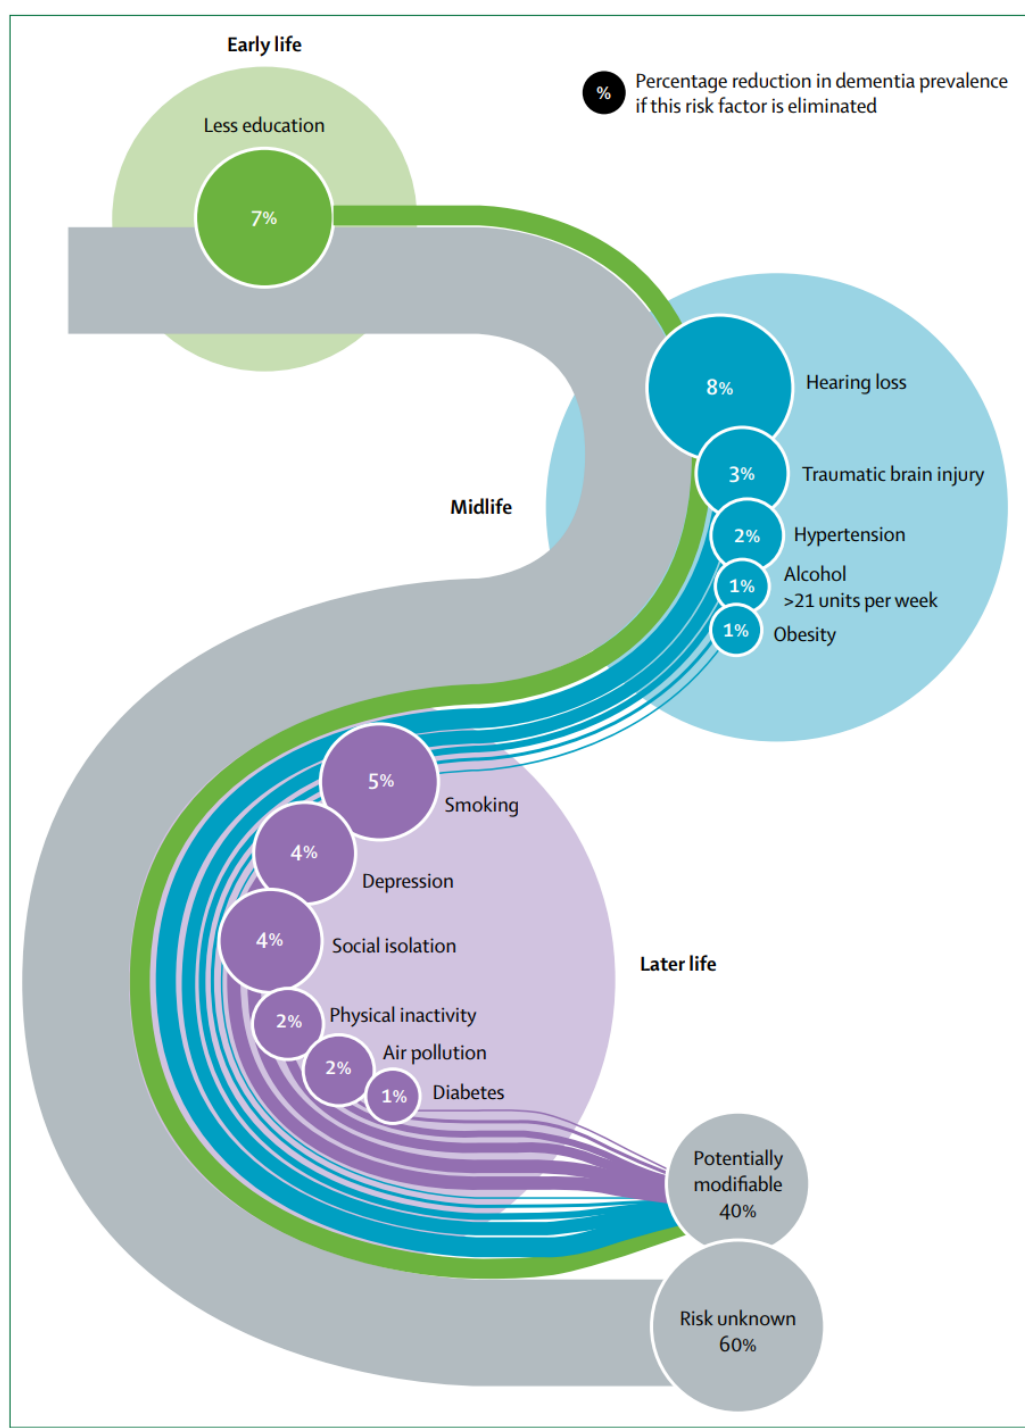 Early life
%
Percentage reduction in dementia prevalence
if this risk factor is eliminated
Less education
7%
8%
Hearing loss
3%
Traumatic brain injury
Midlife
2%
Hypertension
1%
Alcohol
>21 units per week
1%
Obesity
5%
Smoking
4%
Depression
4%
Social isolation
Later life
2%
Physical inactivity
2%
Air pollution
1%
Diabetes
Potentially
modifiable
40%
Risk unknown
60%